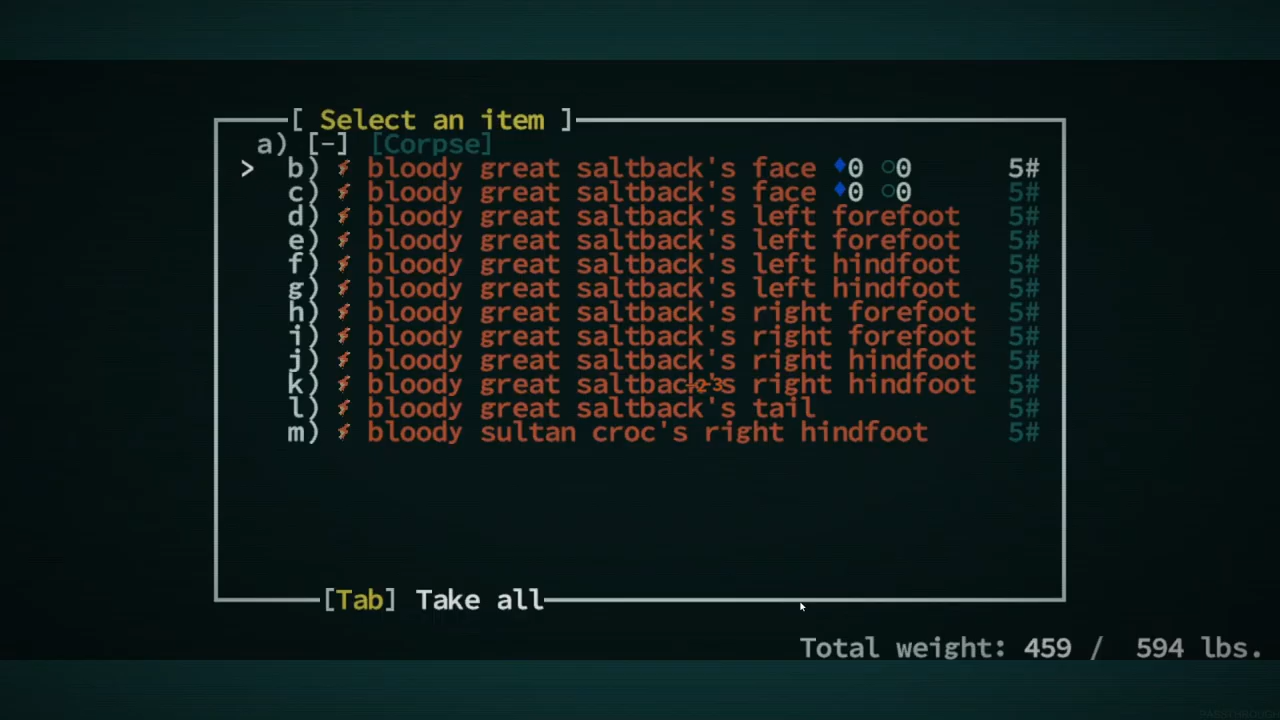 [ Select an item ]
a) [-] [Corpse]
> b) bloody great saltback's face ♦0 ○0 5#
c) bloody great saltback's face ♦0 ○0 5#
d) bloody great saltback's left forefoot 5#
e) bloody great saltback's left forefoot 5#
f) bloody great saltback's left hindfoot 5#
g) bloody great saltback's left hindfoot 5#
h) bloody great saltback's right forefoot 5#
i) bloody great saltback's right forefoot 5#
j) bloody great saltback's right hindfoot 5#
k) bloody great saltback's right hindfoot 5#
l) bloody great saltback's tail 5#
m) bloody sultan croc's right hindfoot 5#
[Tab] Take all
Total weight: 459 / 594 lbs.